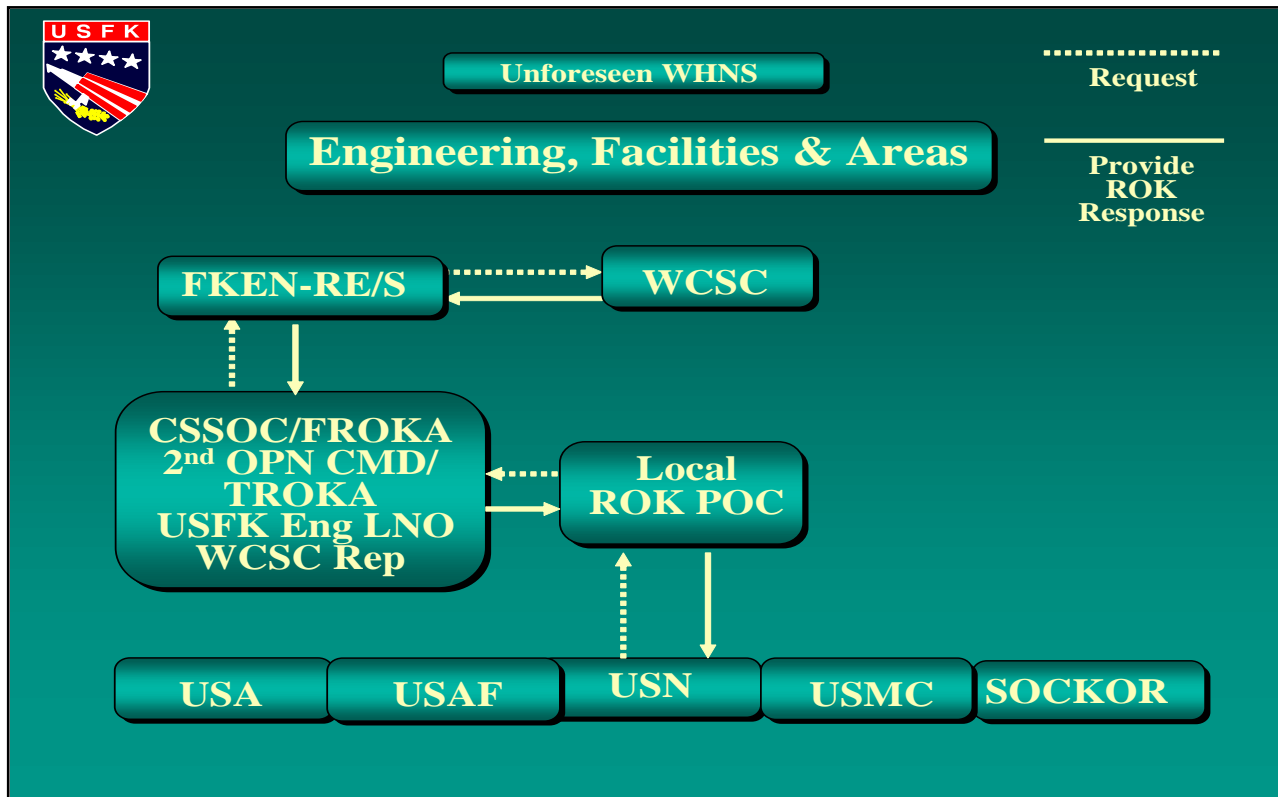 U S F K
Unforeseen WHNS
Request
Engineering, Facilities & Areas
Provide
ROK
Response
FKEN-RE/S
WCSC
CSSOC/FROKA
2nd OPN CMD/
TROKA
USFK Eng LNO
WCSC Rep
Local
ROK POC
USA
USAF
USN
USMC
SOCKOR